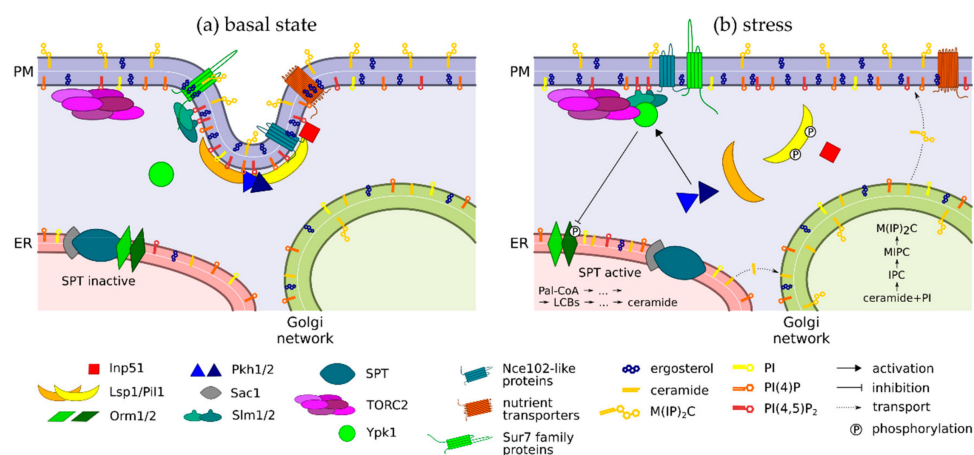 (a) basal state
(b) stress
PM
PM
P
P
ER
SPT inactive
ER
P
SPT active
Pal-CoA → ... →
→ LCBs → ... → ceramide
M(IP)₂C
MIPC
IPC
ceramide+PI
Golgi
network
Golgi
network
Inp51
Lsp1/Pil1
Orm1/2
Pkh1/2
Sac1
Slm1/2
SPT
TORC2
Ypk1
Nce102-like
proteins
nutrient
transporters
Sur7 family
proteins
ergosterol
ceramide
M(IP)₂C
PI
PI(4)P
PI(4,5)P₂
activation
inhibition
transport
P phosphorylation